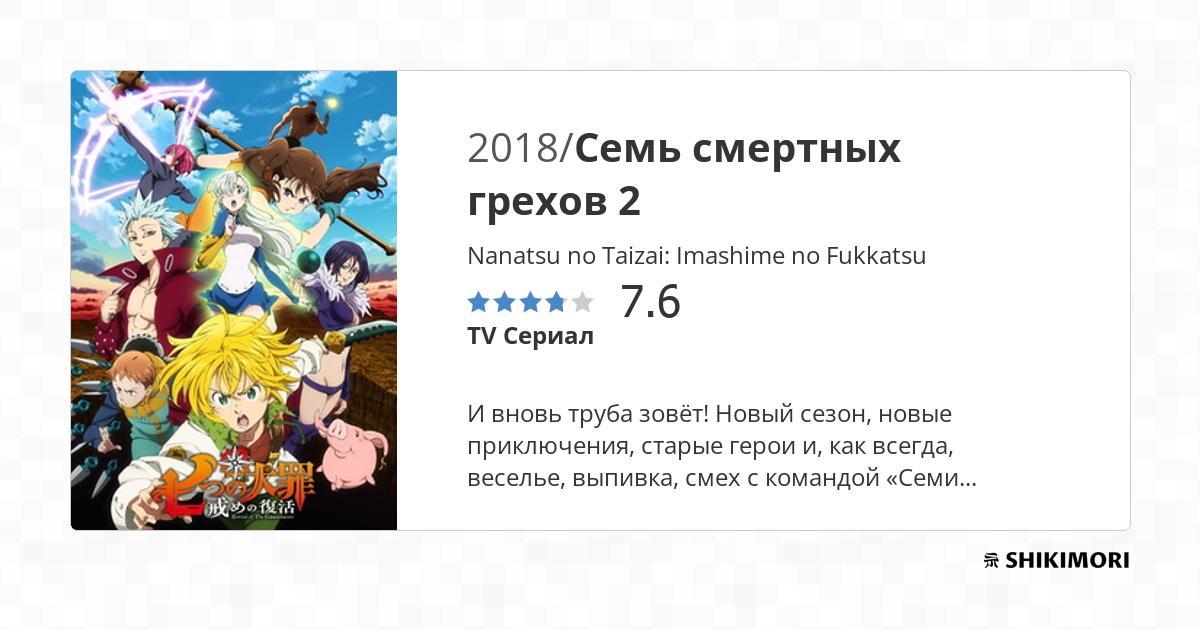 2018/Семь смертных
грехов 2
Nanatsu no Taizai: Imashime no Fukkatsu
7.6
TV Сериал
И вновь труба зовёт! Новый сезон, новые
приключения, старые герои и, как всегда,
веселье, выпивка, смех с командой «Семи...
七つの大罪
戒めの復活
Revival of The Commandments
SHIKIMORI